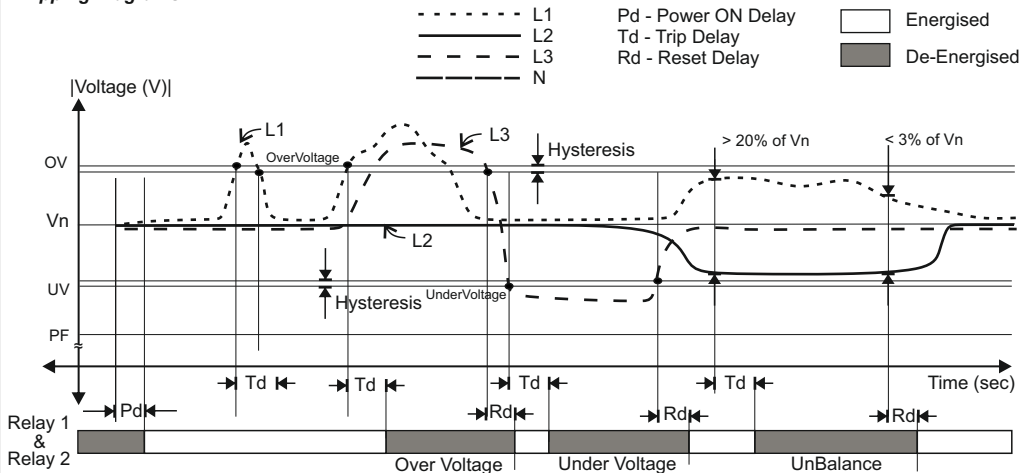 L1 Pd - Power ON Delay Energised
L2 Td - Trip Delay
L3 Rd - Reset Delay De-Energised
N
|Voltage (V)|
L1
L3
> 20% of Vn
< 3% of Vn
OV
OverVoltage
Hysteresis
Vn
L2
UV
Hysteresis
UnderVoltage
PF
Td Td Td Td Time (sec)
Pd Rd Rd Rd
Relay 1
&
Relay 2
Over Voltage Under Voltage UnBalance